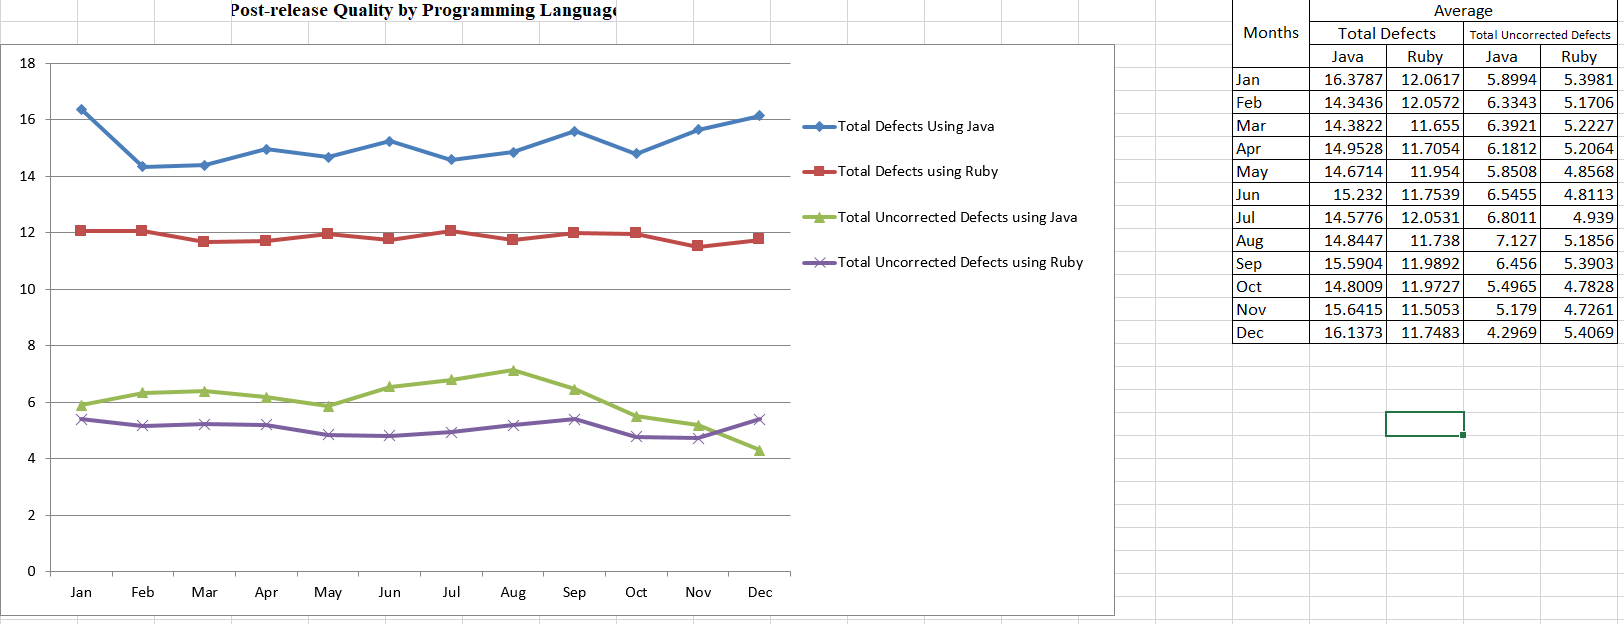 Post-release Quality by Programming Language
18
16
14
12
10
8
6
4
2
0
Jan Feb Mar Apr May Jun Jul Aug Sep Oct Nov Dec
Total Defects Using Java
Total Defects using Ruby
Total Uncorrected Defects using Java
Total Uncorrected Defects using Ruby
Months Average
Total Defects Total Uncorrected Defects
Java Ruby Java Ruby
Jan 16.3787 12.0617 5.8994 5.3981
Feb 14.3436 12.0572 6.3343 5.1706
Mar 14.3822 11.655 6.3921 5.2227
Apr 14.9528 11.7054 6.1812 5.2064
May 14.6714 11.954 5.8508 4.8568
Jun 15.232 11.7539 6.5455 4.8113
Jul 14.5776 12.0531 6.8011 4.939
Aug 14.8447 11.738 7.127 5.1856
Sep 15.5904 11.9892 6.456 5.3903
Oct 14.8009 11.9727 5.4965 4.7828
Nov 15.6415 11.5053 5.179 4.7261
Dec 16.1373 11.7483 4.2969 5.4069